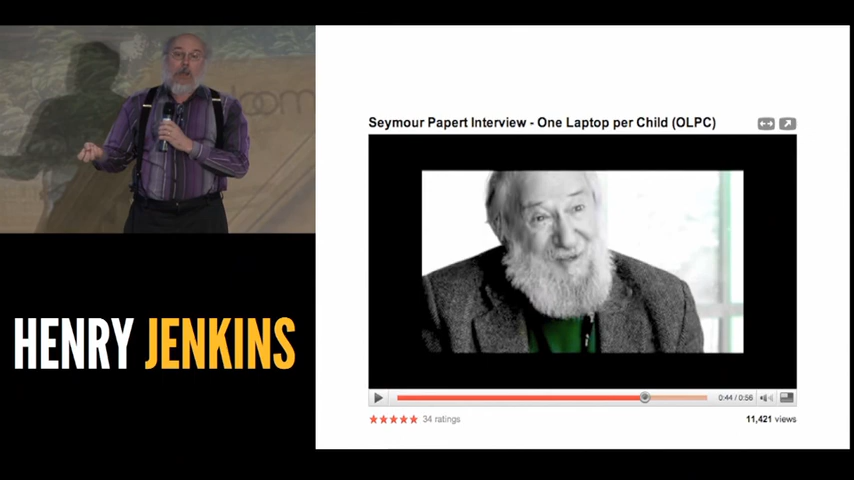 HENRY JENKINS
Seymour Papert Interview - One Laptop per Child (OLPC)
0:44 / 0:56
34 ratings
11,421 views